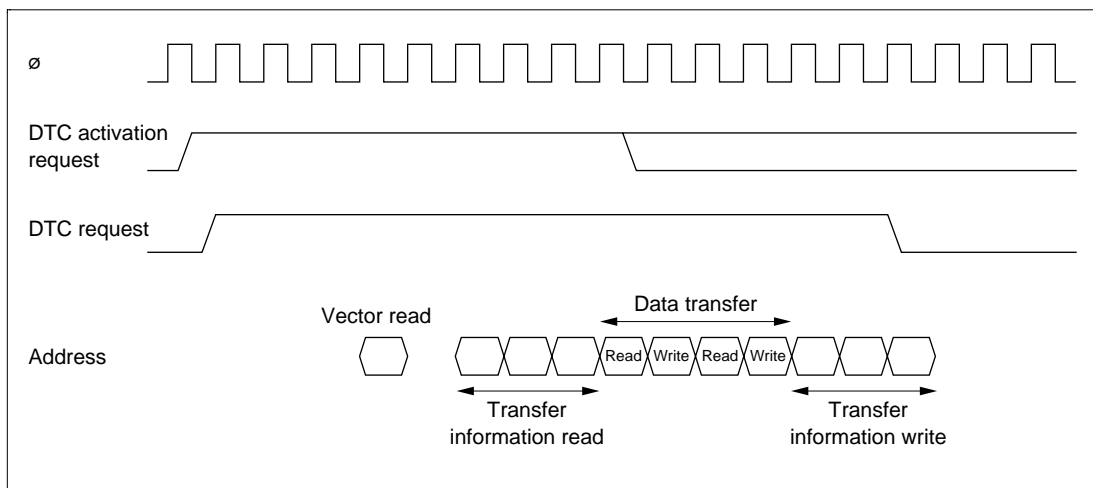 ø
DTC activation
request
DTC request
Data transfer
Vector read
Address
Read Write Read Write
Transfer
information read
Transfer
information write